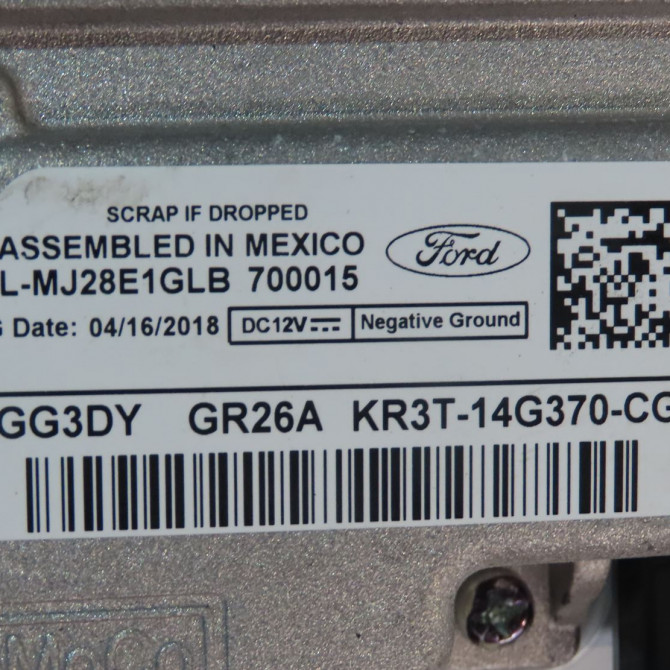 SCRAP IF DROPPED
ASSEMBLED IN MEXICO
Ford
L-MJ28E1GLB 700015
G Date: 04/16/2018
DC12V
Negative Ground
GG3DY GR26A KR3T-14G370-CG
MoCo